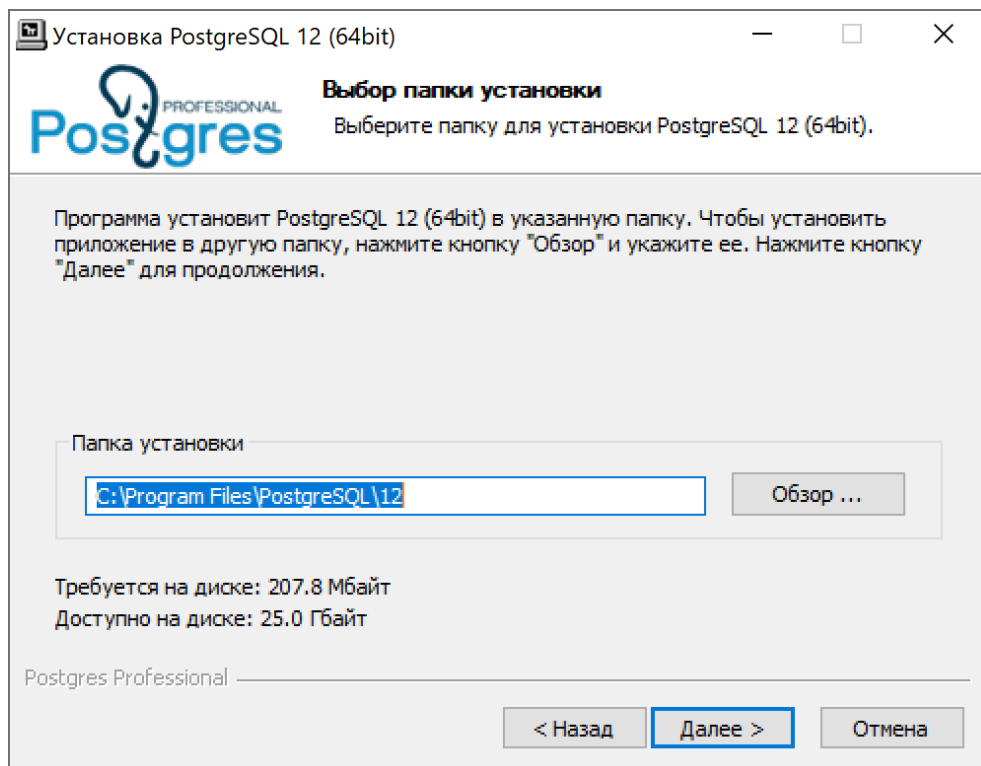 Установка PostgreSQL 12 (64bit)
PROFESSIONAL
Postgres
Выбор папки установки
Выберите папку для установки PostgreSQL 12 (64bit).
Программа установит PostgreSQL 12 (64bit) в указанную папку. Чтобы установить
приложение в другую папку, нажмите кнопку "Обзор" и укажите ее. Нажмите кнопку
"Далее" для продолжения.
Папка установки
C:\Program Files\PostgreSQL\12
Обзор ...
Требуется на диске: 207.8 Мбайт
Доступно на диске: 25.0 Гбайт
Postgres Professional
< Назад
Далее >
Отмена